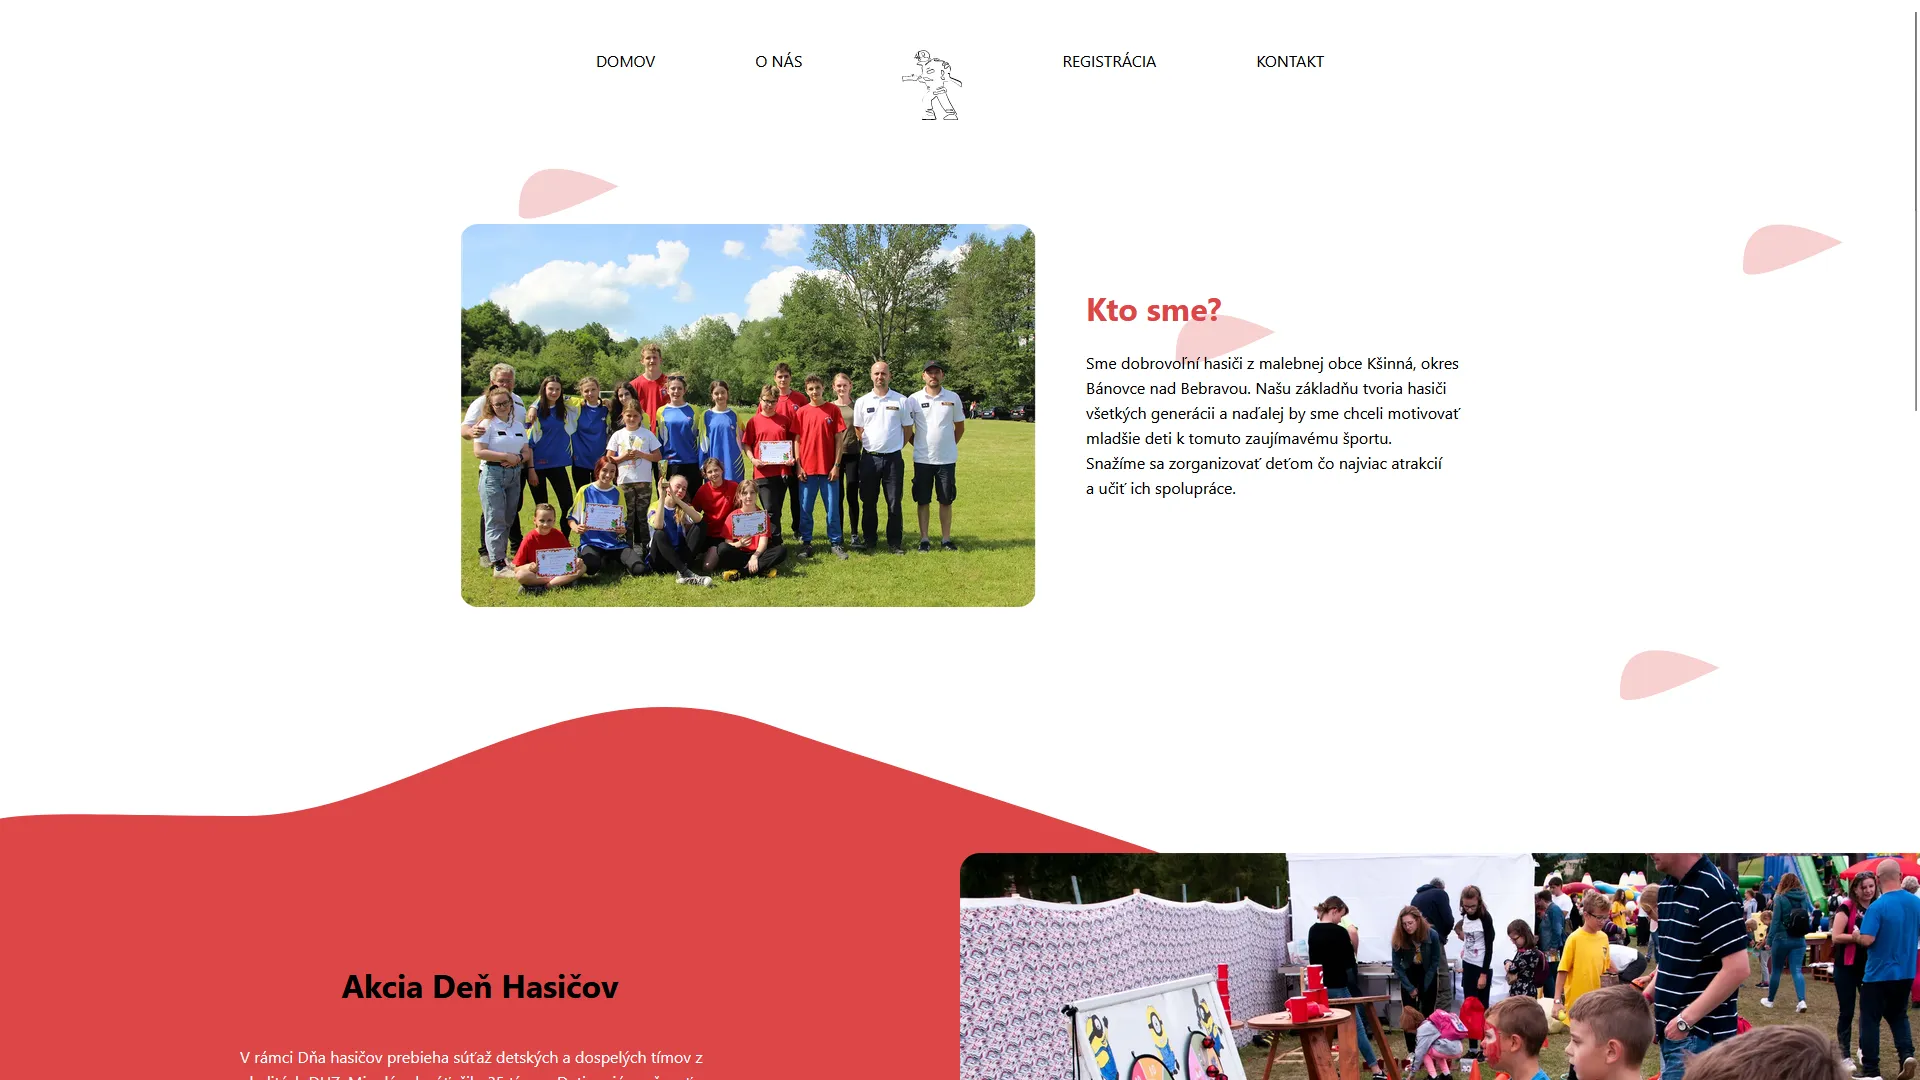 DOMOV
O NÁS
REGISTRÁCIA
KONTAKT
Kto sme?
Sme dobrovoľní hasiči z malebnej obce Kšinná, okres
Bánovce nad Bebravou. Našu základňu tvoria hasiči
všetkých generácii a naďalej by sme chceli motivovať
mladšie deti k tomuto zaujímavému športu.
Snažíme sa zorganizovať deťom čo najviac atrakcií
a učiť ich spolupráce.
Akcia Deň Hasičov
V rámci Dňa hasičov prebieha súťaž detských a dospelých tímov z